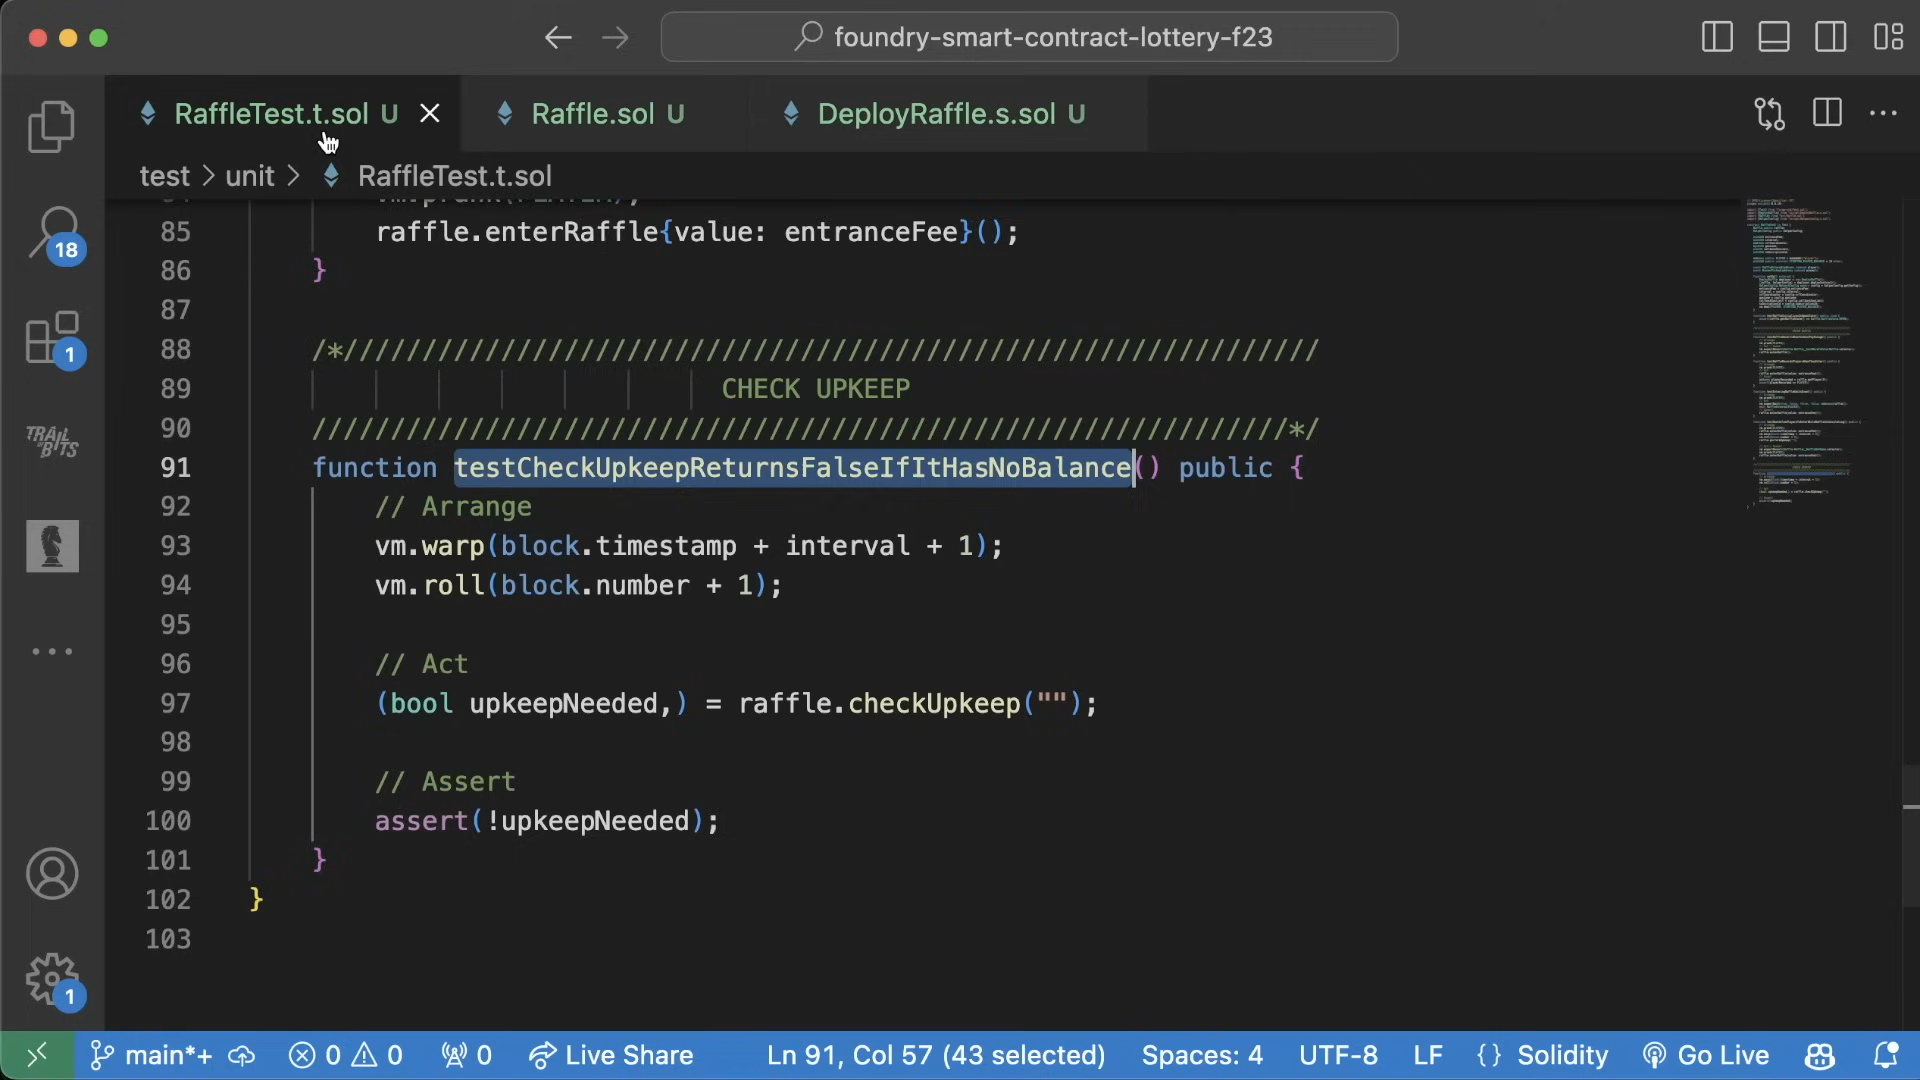 foundry-smart-contract-lottery-f23
RaffleTest.t.sol U
Raffle.sol U
DeployRaffle.s.sol U
test > unit > RaffleTest.t.sol
18
1
TRAIL
OF
BITS
1
85 raffle.enterRaffle{value: entranceFee}();
86 }
87
88 /*//////////////////////////////////////////////////////////////
89 CHECK UPKEEP
90 //////////////////////////////////////////////////////////////*/
91 function testCheckUpkeepReturnsFalseIfItHasNoBalance() public {
92 // Arrange
93 vm.warp(block.timestamp + interval + 1);
94 vm.roll(block.number + 1);
95
96 // Act
97 (bool upkeepNeeded,) = raffle.checkUpkeep("");
98
99 // Assert
100 assert(!upkeepNeeded);
101 }
102 }
103
main*+ 0 0 0 Live Share Ln 91, Col 57 (43 selected) Spaces: 4 UTF-8 LF {} Solidity Go Live